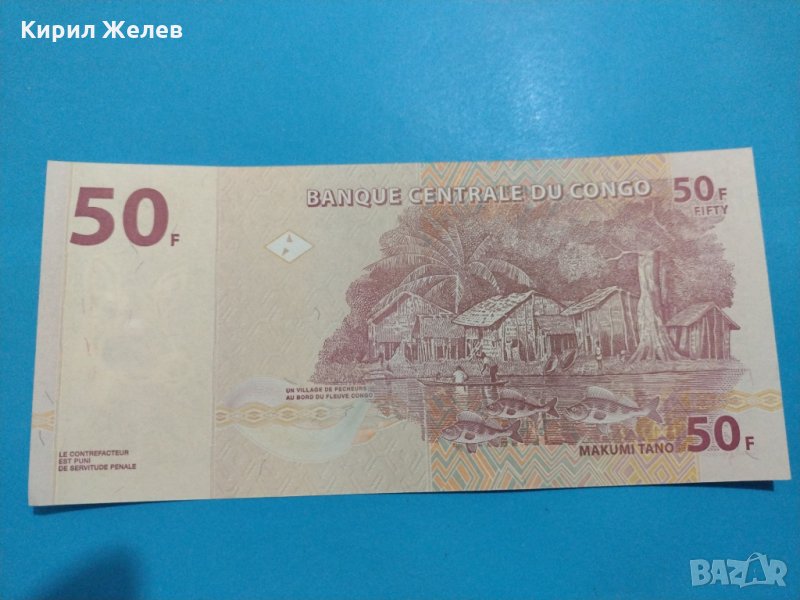 Кирил Желев
50F
BANQUE CENTRALE DU CONGO
50F
FIFTY
UN VILLAGE DE PECHEURS
AU BORD DU FLEUVE CONGO
LE CONTREFACTEUR
EST PUNI
DE SERVITUDE PENALE
MAKUMI TANO 50F
BAZAR